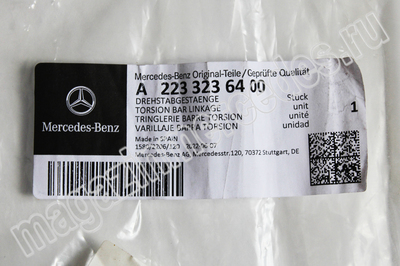 Mercedes-Benz Original-Teile/Geprüfte Qualität
A 223 323 64 00
DREHSTABGESTAENGE
TORSION BAR LINKAGE
TRINGLERIE BARRE TORSION
VARILLAJE BARRA TORSION
Stuck
unit
unité
unidad
1
Made in SPAIN
Mercedes-Benz AG, Mercedesstr.120, 70372 Stuttgart, DE
Mercedes-Benz